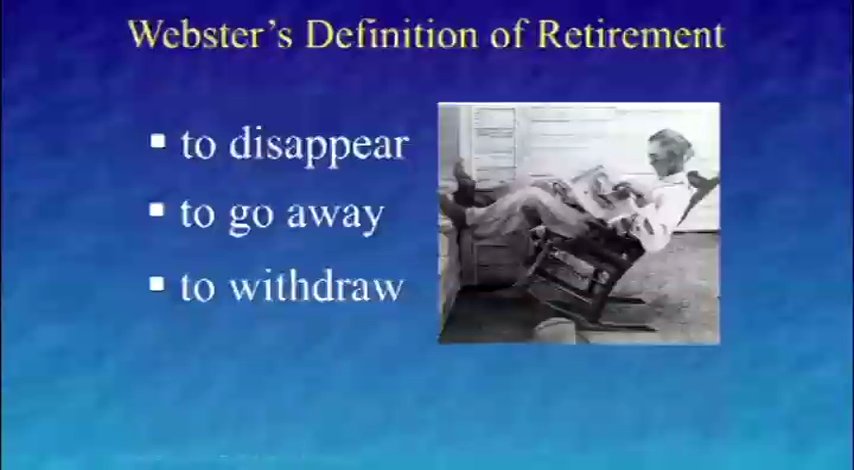 Webster's Definition of Retirement
▪ to disappear
▪ to go away
▪ to withdraw